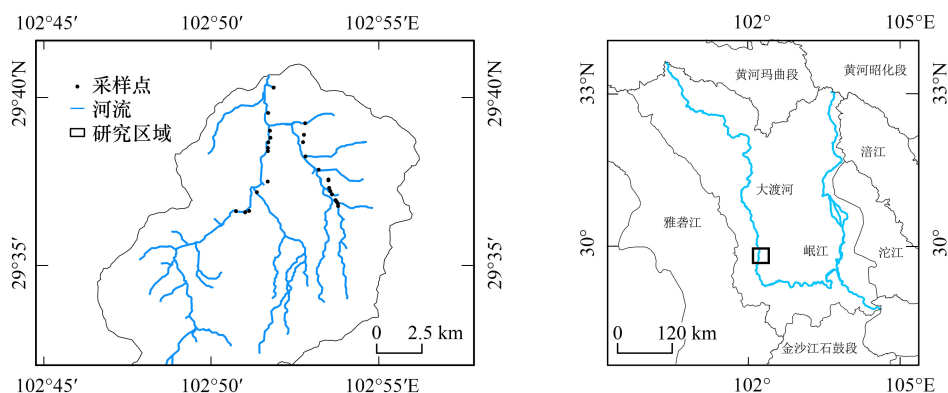 102°45′ 102°50′ 102°55′E
29°40′N
29°35′
采样点
河流
研究区域
0 2.5 km
29°40′N
29°35′
102°45′ 102°50′ 102°55′E
102° 105°E
33°N
30°
黄河玛曲段
黄河昭化段
涪江
大渡河
雅砻江
岷江
沱江
0 120 km
金沙江石鼓段
33°N
30°
102° 105°E